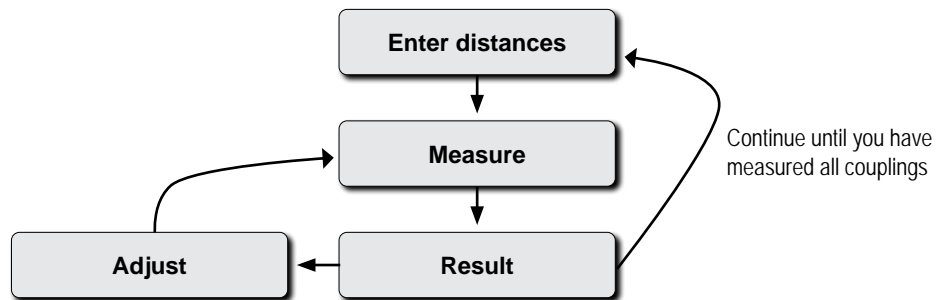 Enter distances
Measure
Continue until you have
measured all couplings
Adjust
Result